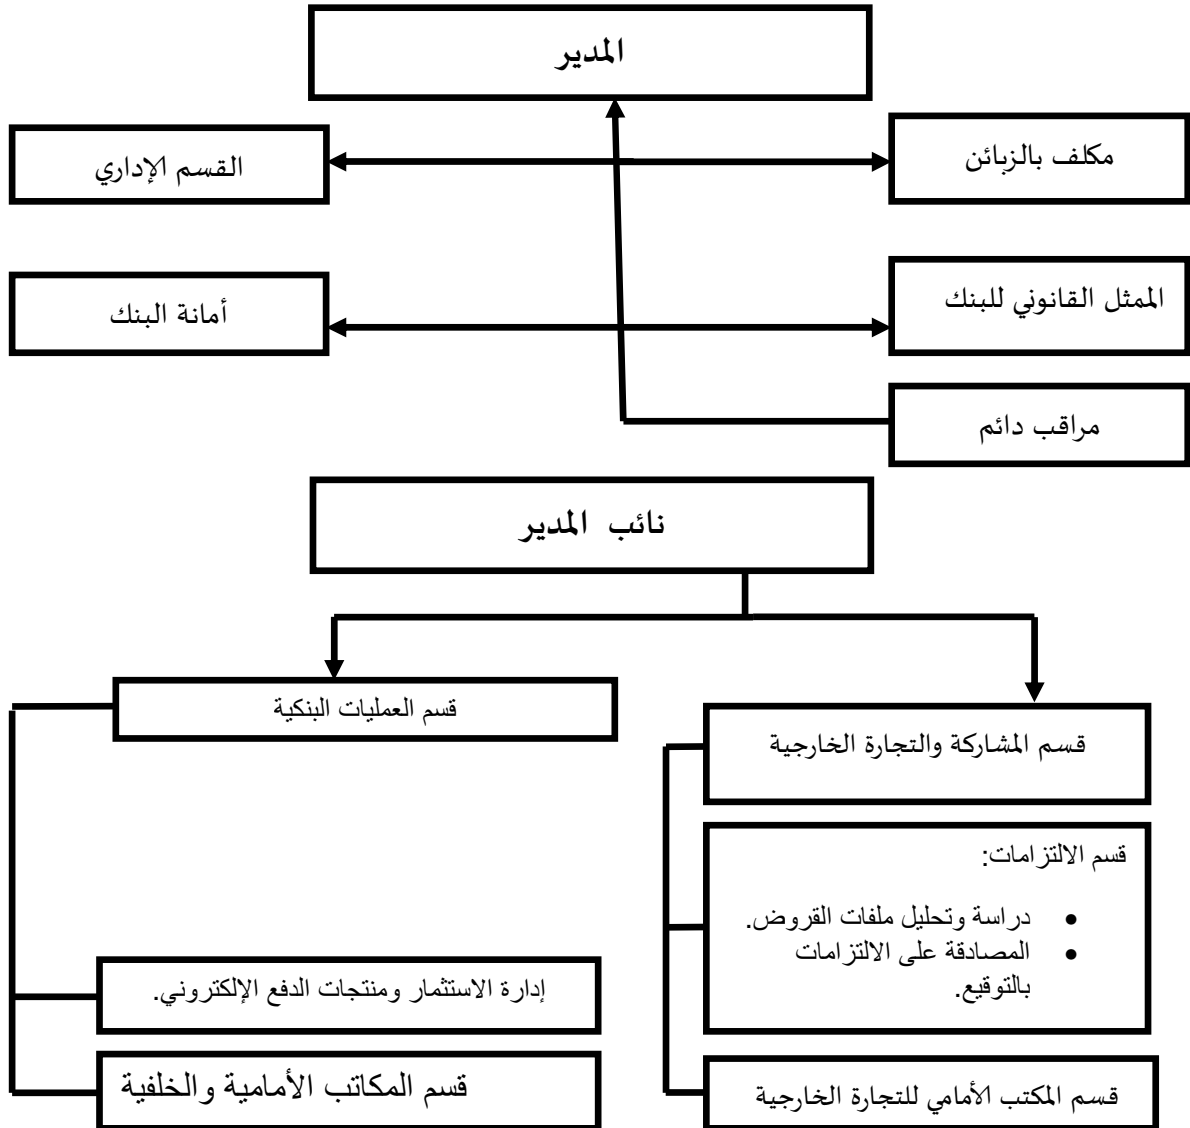 المدير
مكلف بالزبائن
القسم الإداري
الممثل القانوني للبنك
أمانة البنك
مراقب دائم
نائب المدير
قسم العمليات البنكية
قسم المشاركة والتجارة الخارجية
قسم الالتزامات:
• دراسة وتحليل ملفات القروض.
• المصادقة على الالتزامات
بالتوقيع.
إدارة الاستثمار ومنتجات الدفع الإلكتروني.
قسم المكتب الأمامي للتجارة الخارجية
قسم المكاتب الأمامية والخلفية